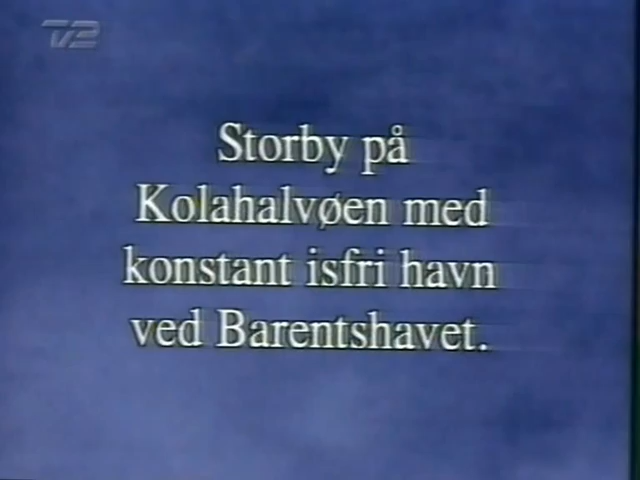 TV2
Storby på
Kolahalvøen med
konstant isfri havn
ved Barentshavet.